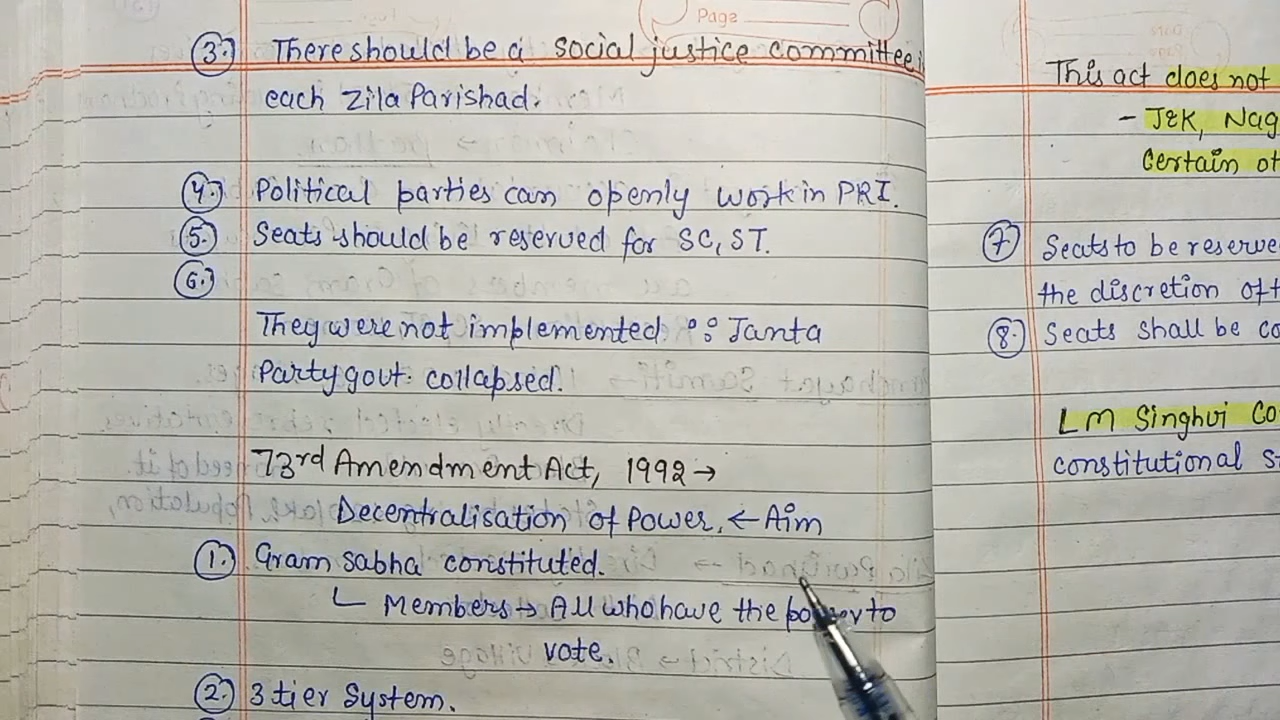 Page
3. There should be a social justice committee
each Zila Parishad.
4. Political parties can openly work in PRI.
5. Seats should be reserved for SC, ST.
6.
They were not implemented ∵ Janta
Party govt. collapsed.
73rd Amendment Act, 1992 →
Decentralisation of Power. ← Aim
1. Gram sabha constituted.
└ Members → All who have the power to
vote.
2. 3 tier System.
This act does not
- J&K, Nag
Certain ot
7. Seats to be reserve
the discretion of t
8. Seats shall be co
LM Singhvi Co
constitutional s